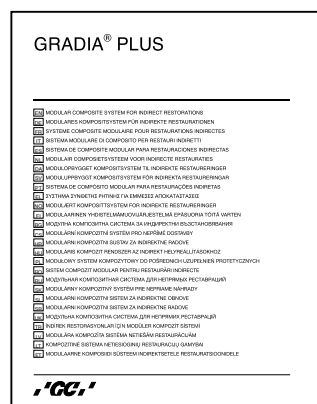 GRADIA® PLUS
EN MODULAR COMPOSITE SYSTEM FOR INDIRECT RESTORATIONS
DE MODULARES KOMPOSITSYSTEM FÜR INDIREKTE RESTAURATIONEN
FR SYSTEME COMPOSITE MODULAIRE POUR RESTAURATIONS INDIRECTES
IT SISTEMA MODULARE DI COMPOSITO PER RESTAURI INDIRETTI
ES SISTEMA DE COMPOSITE MODULAR PARA RESTAURACIONES INDIRECTAS
NL MODULAIR COMPOSIETSYSTEEM VOOR INDIRECTE RESTAURATIES
DA MODULOPBYGGET KOMPOSITSYSTEM TIL INDIREKTE RESTAURERINGER
SV MODULUPPBYGGT KOMPOSITSYSTEM FÖR INDIREKTA RESTAURERINGAR
PT SISTEMA DE COMPÓSITO MODULAR PARA RESTAURAÇÕES INDIRETAS
EL ΣΥΣΤΗΜΑ ΣΥΝΘΕΤΗΣ ΡΗΤΙΝΗΣ ΓΙΑ ΕΜΜΕΣΕΣ ΑΠΟΚΑΤΑΣΤΑΣΕΙΣ
NO MODULÆRT KOMPOSITTSYSTEM FOR INDIREKTE RESTAURERINGER
FI MODULAARINEN YHDISTELMÄMUOVIJÄRJESTELMÄ EPÄSUORIA TÖITÄ VARTEN
BG МОДУЛНА КОМПОЗИТНА СИСТЕМА ЗА ИНДИРЕКТНИ ВЪЗСТАНОВЯВАНИЯ
CS MODULÁRNÍ KOMPOZITNÍ SYSTÉM PRO NEPŘÍMÉ DOSTAVBY
HR MODULARNI KOMPOZITNI SUSTAV ZA INDIREKTNE RADOVE
HU MODULÁRIS KOMPOZIT RENDSZER AZ INDIREKT HELYREÁLLÍTÁSOKHOZ
PL MODUŁOWY SYSTEM KOMPOZYTOWY DO POŚREDNICH UZUPEŁNIEŃ PROTETYCZNYCH
RO SISTEM COMPOZIT MODULAR PENTRU RESTAURĂRI INDIRECTE
RU МОДУЛЬНАЯ КОМПОЗИТНАЯ СИСТЕМА ДЛЯ НЕПРЯМЫХ РЕСТАВРАЦИЙ
SK MODULÁRNY KOMPOZITNÝ SYSTÉM PRE NEPRIAME NÁHRADY
SL MODULARNI KOMPOZITNI SISTEM ZA INDIREKTNE OBNOVE
SR MODULARNI KOMPOZITNI SISTEM ZA INDIREKTNE RADOVE
UK МОДУЛЬНА КОМПОЗИТНА СИСТЕМА ДЛЯ НЕПРЯМИХ РЕСТАВРАЦІЙ
TR İNDİREK RESTORASYONLAR İÇİN MODÜLER KOMPOZİT SİSTEMİ
LV MODULĀRA KOMPOZĪTA SISTĒMA NETIEŠĀM RESTAURĀCIJĀM
LT KOMPOZITINĖ SISTEMA NETIESIOGINIŲ RESTAURACIJŲ GAMYBAI
ET MODULAARNE KOMPOSIIDI SÜSTEEM INDIREKTSETELE RESTAURATSIOONIDELE
GC